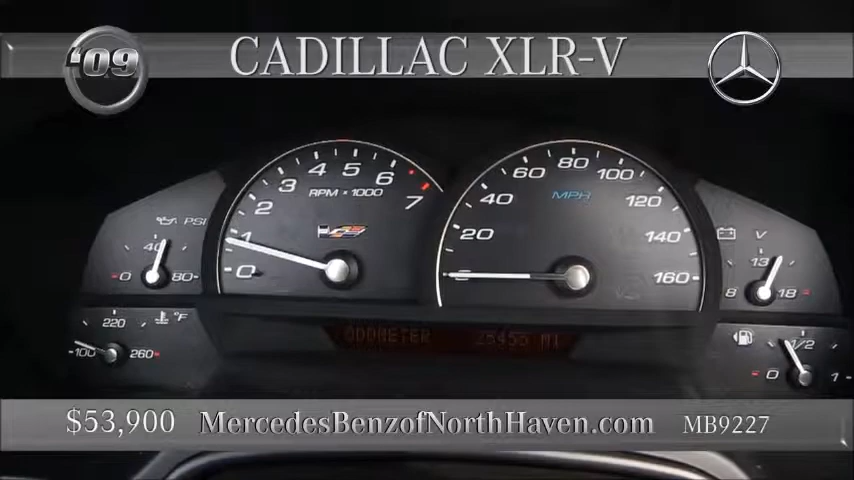 '09
CADILLAC XLR-V
PSI
0 40 80
0 1 2 3 4 5 6 7
RPM x 1000
0 20 40 60 80 100 120 140 160
MPH
V
8 13 18
100 220 260
°F
ODOMETER 25455 MI
0 1/2 1
$53,900 MercedesBenzofNorthHaven.com MB9227